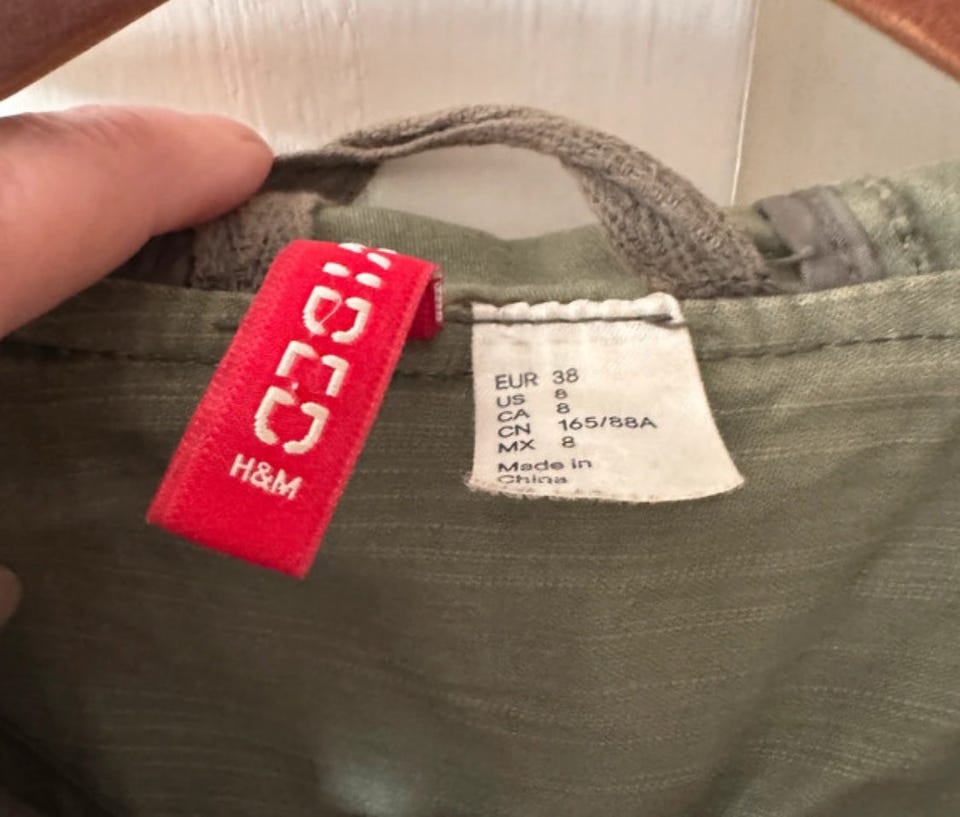 H&M
EUR 38
US 8
CA 8
CN 165/88A
MX 8
Made in
China